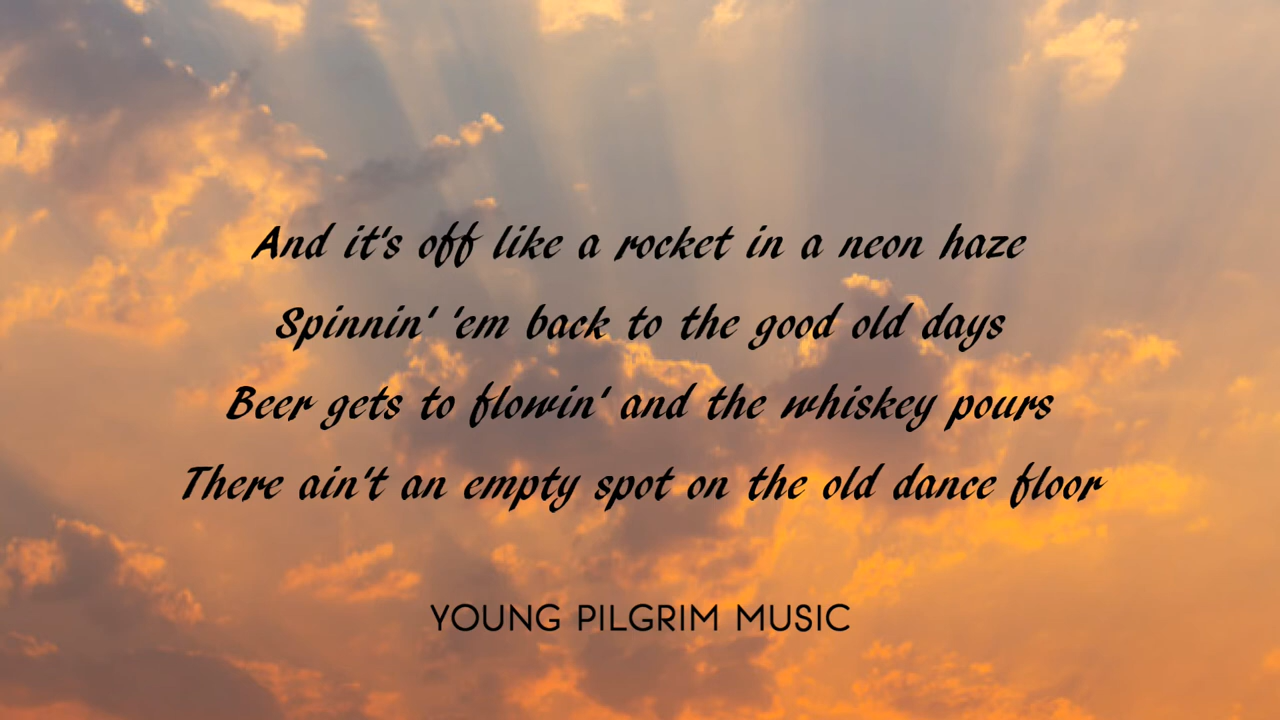 And it's off like a rocket in a neon haze
Spinnin' 'em back to the good old days
Beer gets to flowin' and the whiskey pours
There ain't an empty spot on the old dance floor
YOUNG PILGRIM MUSIC